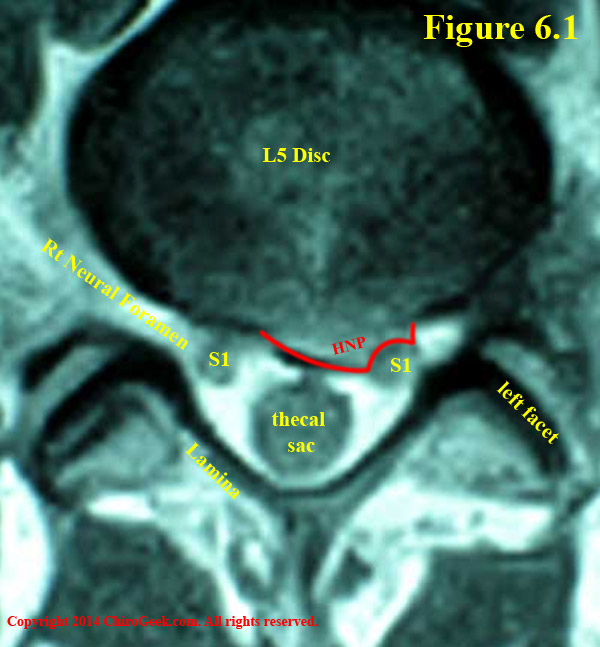 Figure 6.1
L5 Disc
Rt Neural Foramen
HNP
S1
S1
left facet
thecal
sac
Lamina
Copyright 2014 ChiroGeek.com. All rights reserved.